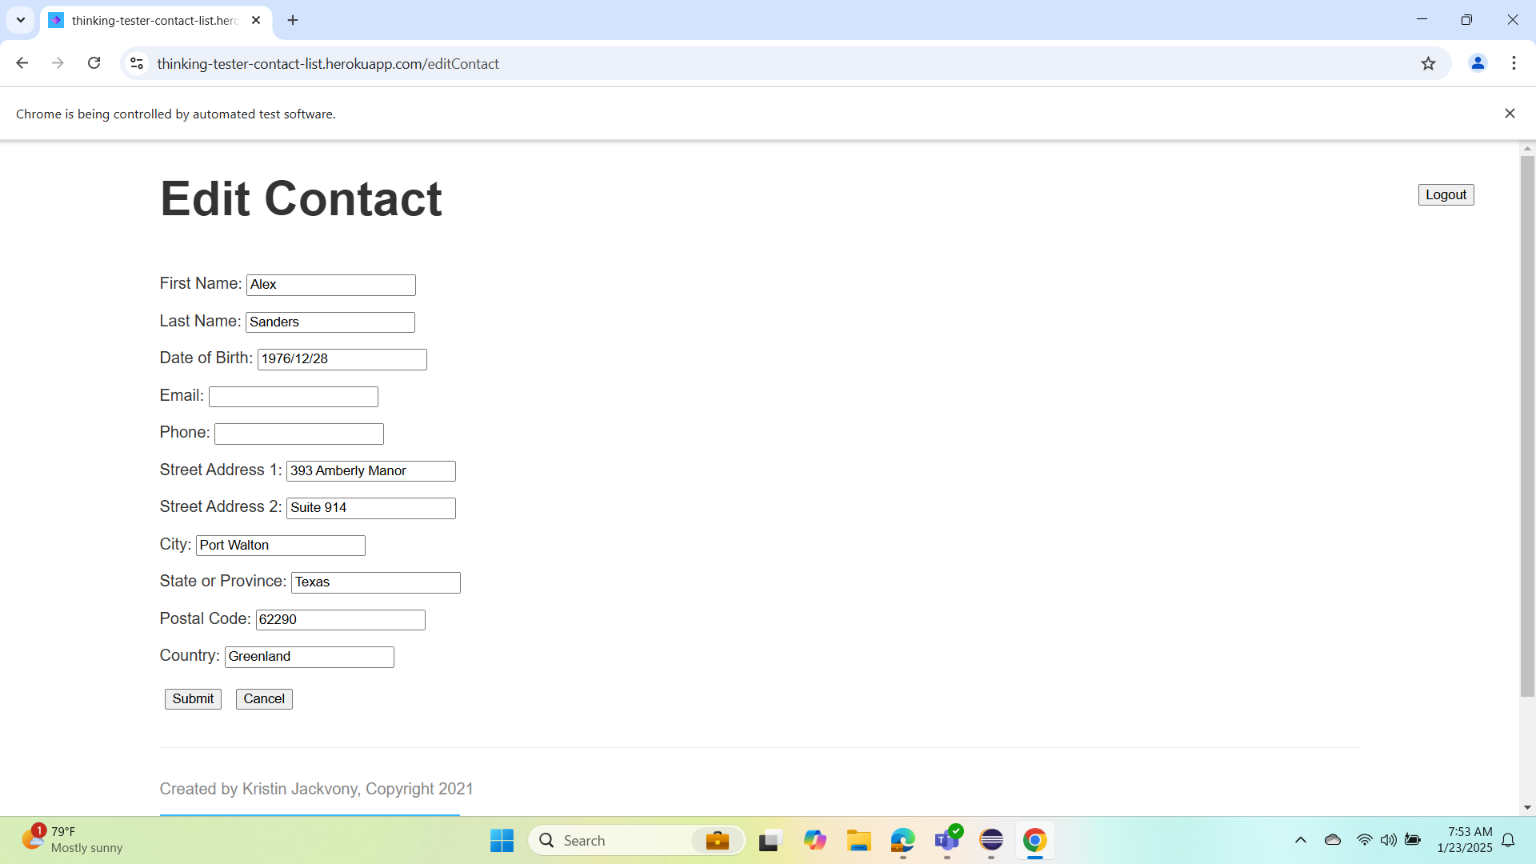 thinking-tester-contact-list.herc
thinking-tester-contact-list.herokuapp.com/editContact
Chrome is being controlled by automated test software.
Edit Contact
Logout
First Name: Alex
Last Name: Sanders
Date of Birth: 1976/12/28
Email:
Phone:
Street Address 1: 393 Amberly Manor
Street Address 2: Suite 914
City: Port Walton
State or Province: Texas
Postal Code: 62290
Country: Greenland
Submit Cancel
Created by Kristin Jackvony, Copyright 2021
1
79°F
Mostly sunny
Search
7:53 AM
1/23/2025